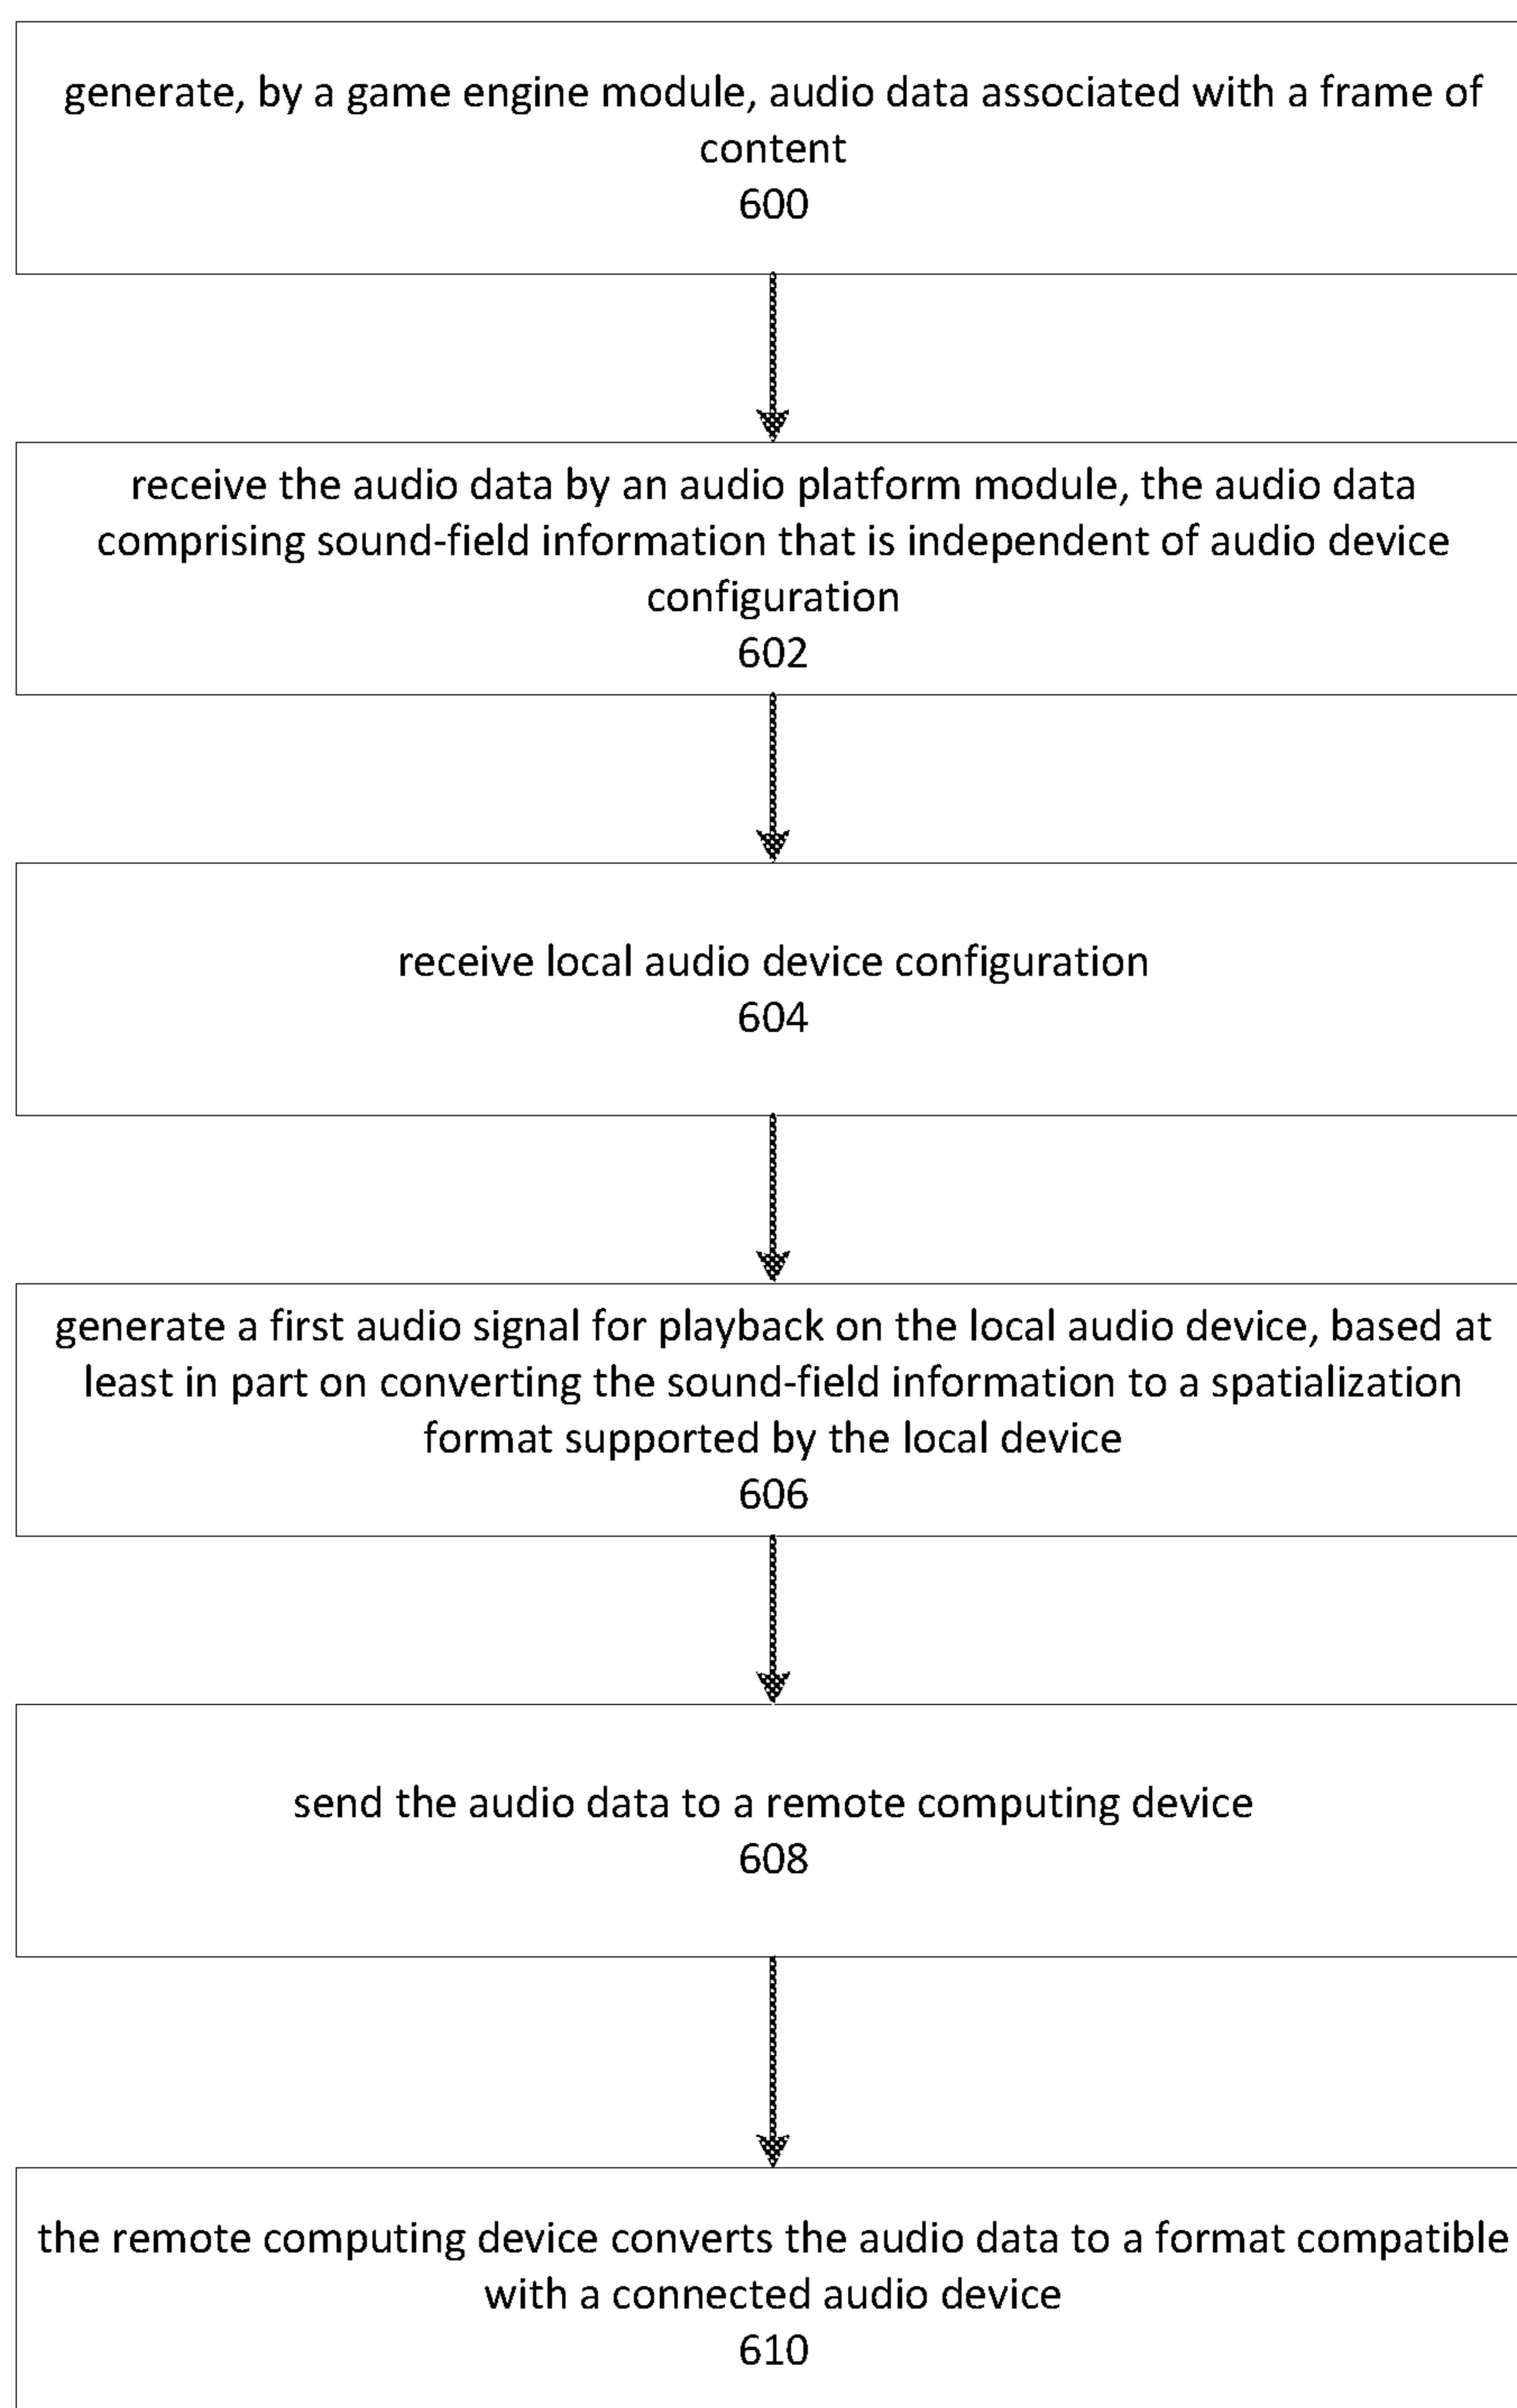 generate, by a game engine module, audio data associated with a frame of
content
600
receive the audio data by an audio platform module, the audio data
comprising sound-field information that is independent of audio device
configuration
602
receive local audio device configuration
604
generate a first audio signal for playback on the local audio device, based at
least in part on converting the sound-field information to a spatialization
format supported by the local device
606
send the audio data to a remote computing device
608
the remote computing device converts the audio data to a format compatible
with a connected audio device
610